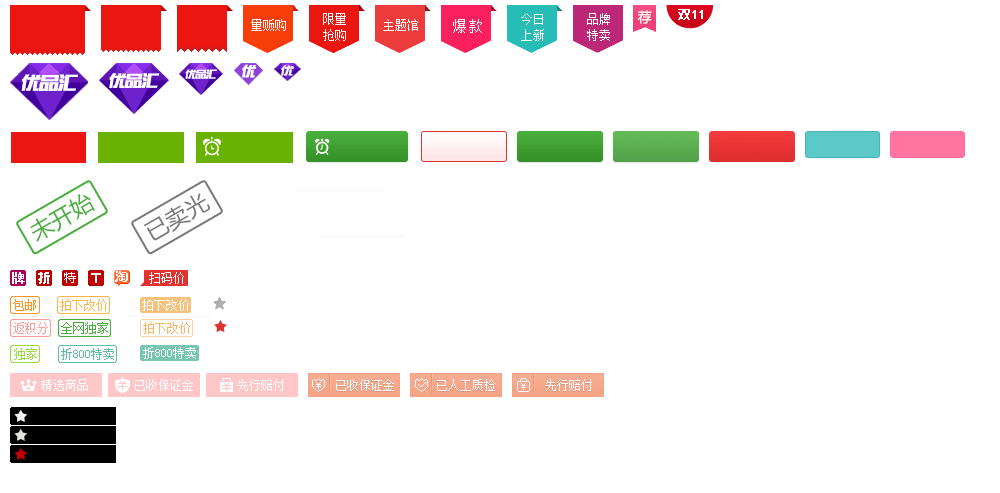 量贩购
限量
抢购
主题馆
爆款
今日
上新
品牌
特卖
荐
双11
优品汇
优品汇
优品汇
优
优
未开始
已卖光
牌
折
特
T
淘
扫码价
包邮
拍下改价
拍下改价
返积分
全网独家
拍下改价
独家
折800特卖
折800特卖
精选商品
已收保证金
先行赔付
已收保证金
已人工质检
先行赔付